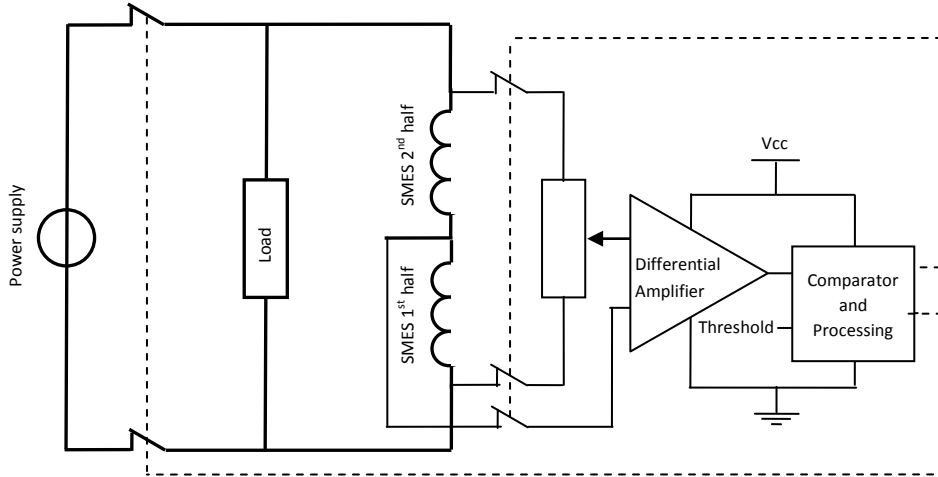 Power supply
Load
SMES 2nd half
SMES 1st half
Vcc
Differential
Amplifier
Threshold
Comparator
and
Processing